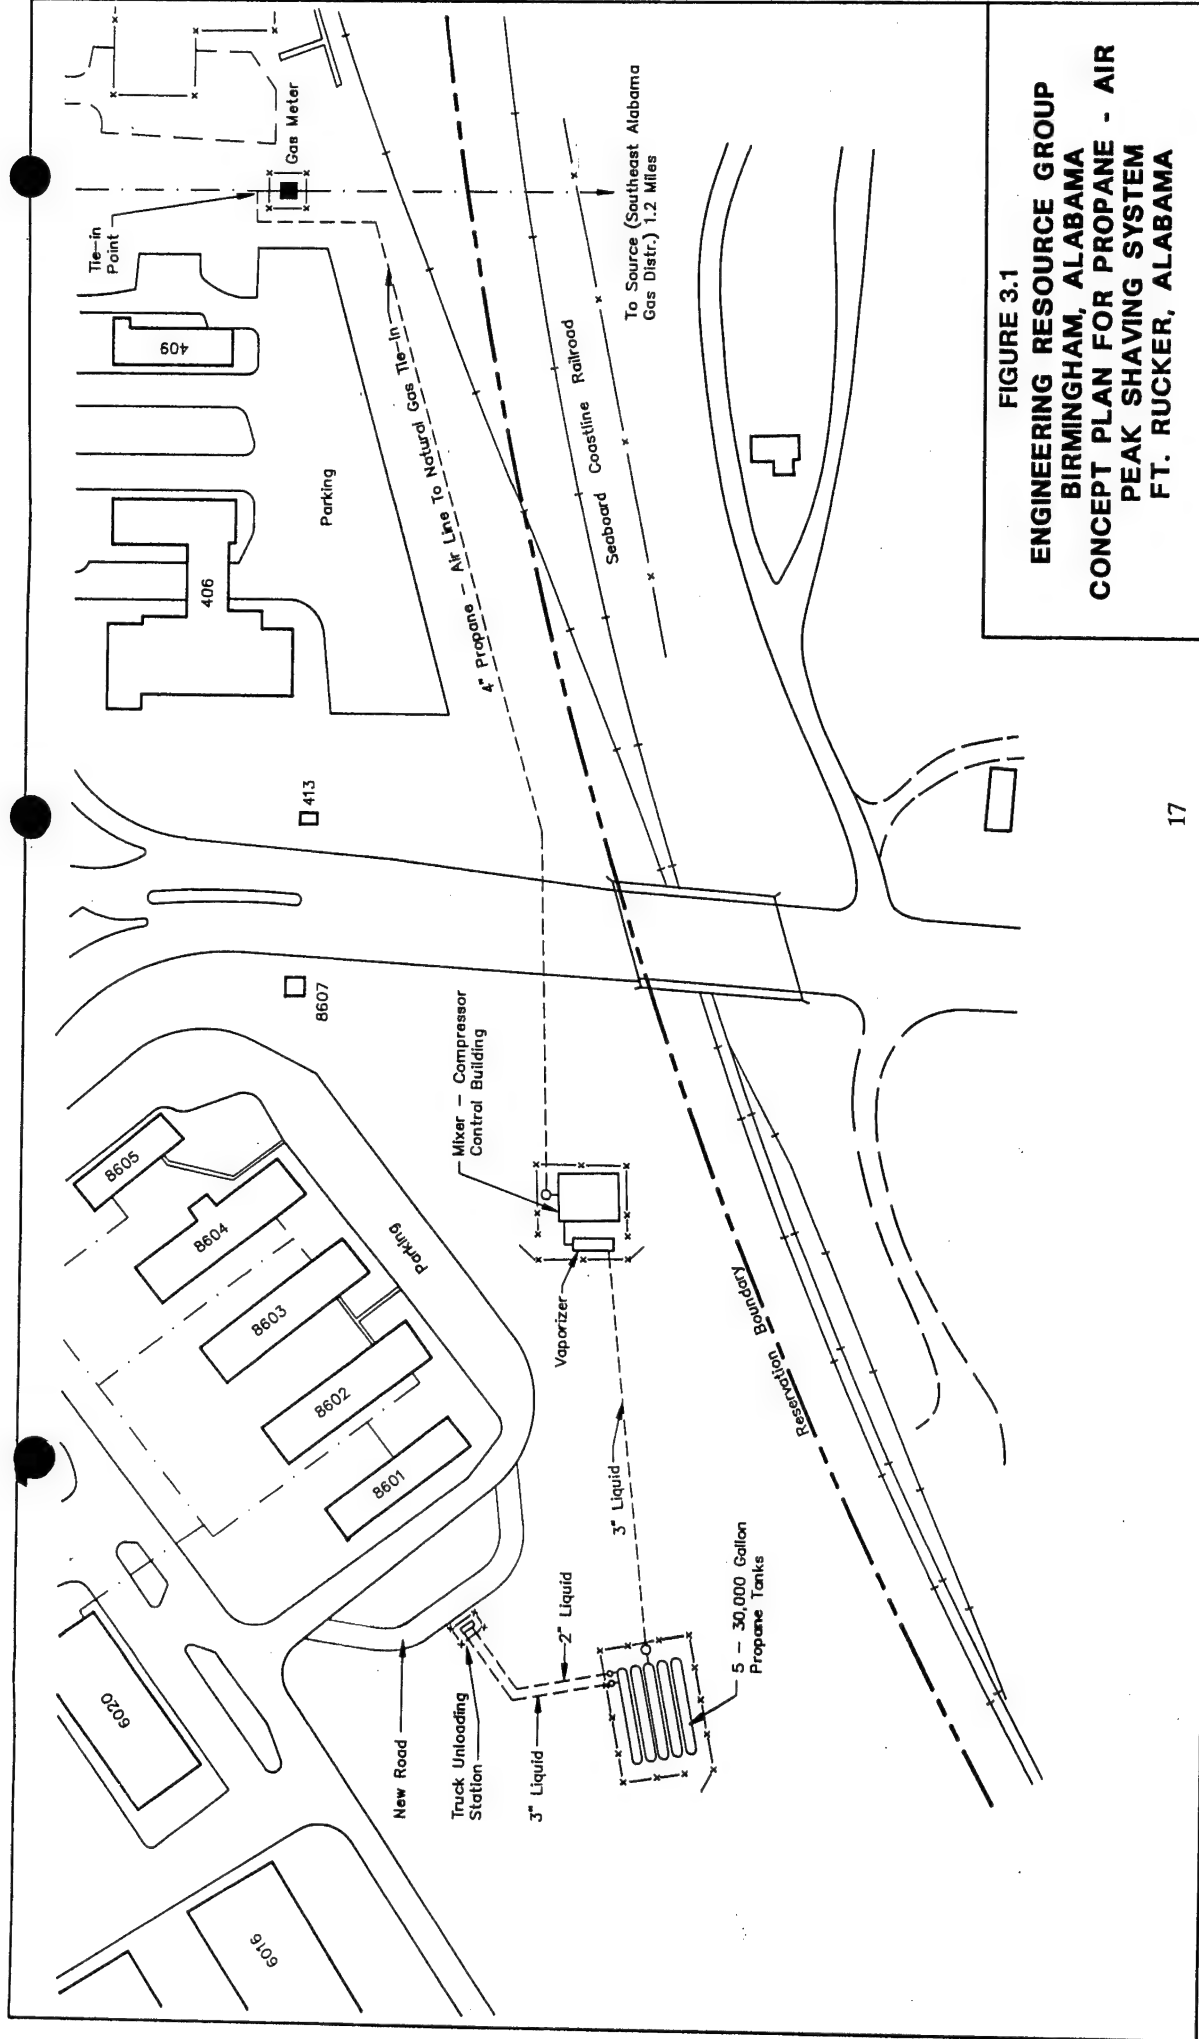 Tie-in
Point
Gas Meter
409
406
Parking
4" Propane - Air Line To Natural Gas Tie-In
To Source (Southeast Alabama
Gas Distr.) 1.2 Miles
Seaboard Coastline Railroad
413
8607
Mixer - Compressor
Control Building
Vaporizer
8605
8604
8603
8602
8601
Parking
Reservation Boundary
3" Liquid
2" Liquid
5 - 30,000 Gallon
Propane Tanks
New Road
Truck Unloading
Station
3" Liquid
6020
6016
FIGURE 3.1
ENGINEERING RESOURCE GROUP
BIRMINGHAM, ALABAMA
CONCEPT PLAN FOR PROPANE - AIR
PEAK SHAVING SYSTEM
FT. RUCKER, ALABAMA
17